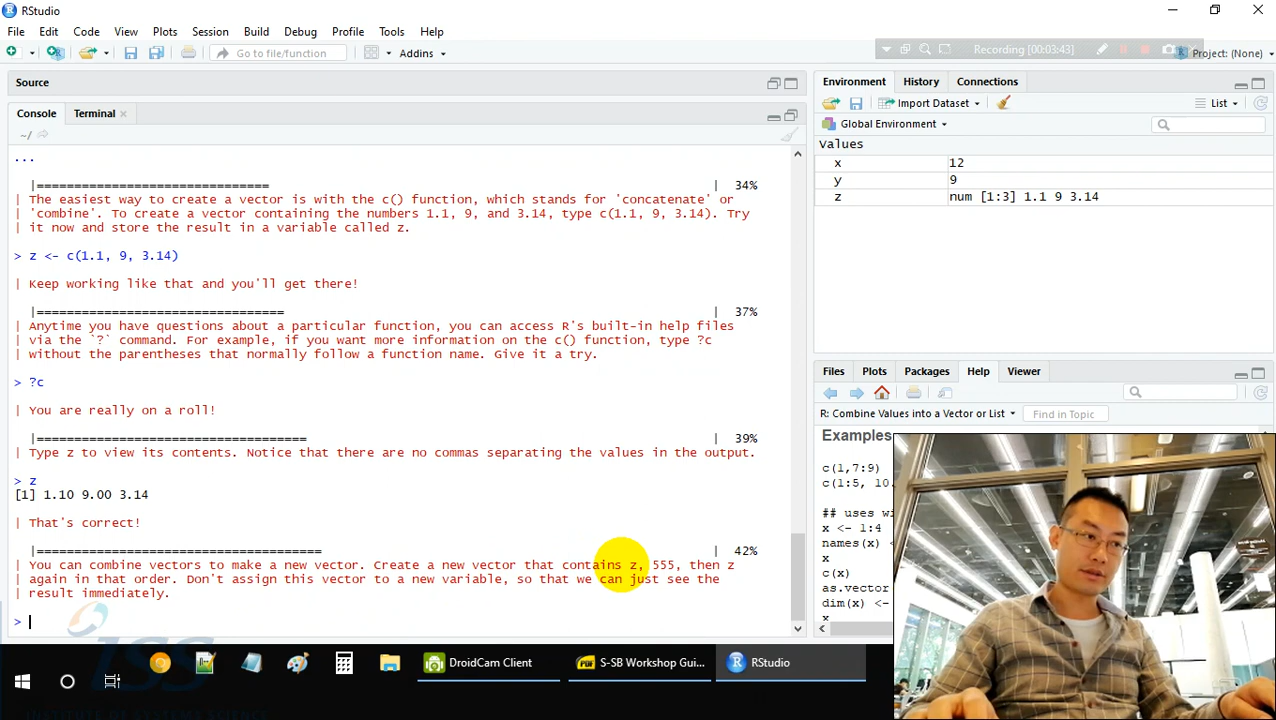 RStudio
File Edit Code View Plots Session Build Debug Profile Tools Help
Go to file/function Addins Recording [00:03:43] Project: (None)
Source
Console Terminal
~/
...
|=============================== | 34%
| The easiest way to create a vector is with the c() function, which stands for 'concatenate' or
| 'combine'. To create a vector containing the numbers 1.1, 9, and 3.14, type c(1.1, 9, 3.14). Try
| it now and store the result in a variable called z.
> z <- c(1.1, 9, 3.14)
| Keep working like that and you'll get there!
|================================= | 37%
| Anytime you have questions about a particular function, you can access R's built-in help files
| via the `?` command. For example, if you want more information on the c() function, type ?c
| without the parentheses that normally follow a function name. Give it a try.
> ?c
| You are really on a roll!
|==================================== | 39%
| Type z to view its contents. Notice that there are no commas separating the values in the output.
> z
[1] 1.10 9.00 3.14
| That's correct!
|====================================== | 42%
| You can combine vectors to make a new vector. Create a new vector that contains z, 555, then z
| again in that order. Don't assign this vector to a new variable, so that we can just see the
| result immediately.
>
Environment History Connections
Import Dataset List
Global Environment
Values
x 12
y 9
z num [1:3] 1.1 9 3.14
Files Plots Packages Help Viewer
R: Combine Values into a Vector or List Find in Topic
Examples
c(1,7:9)
c(1:5, 10.
## uses wi
x <- 1:4
names(x) <
x
c(x)
as.vector
dim(x) <-
x
ISS
DroidCam Client S-SB Workshop Gui... RStudio